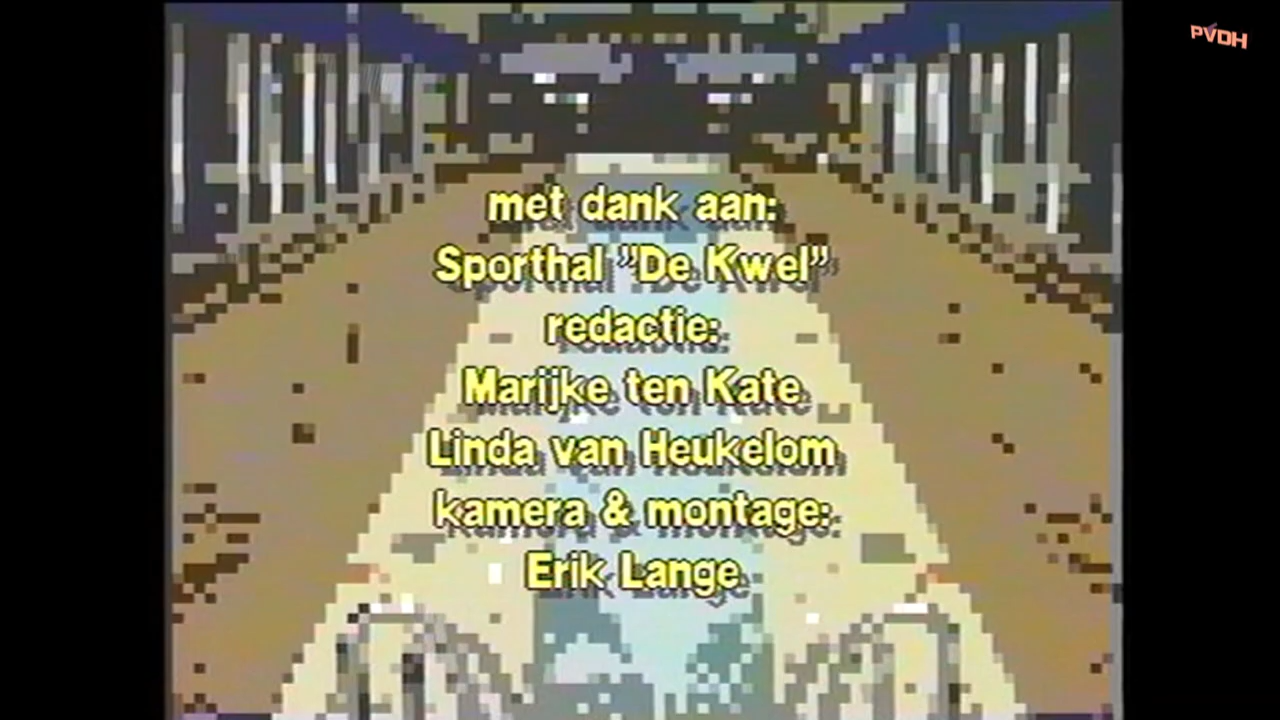 PVDH
met dank aan:
Sporthal "De Kwel"
redactie:
Marijke ten Kate
Linda van Heukelom
kamera & montage:
Erik Lange